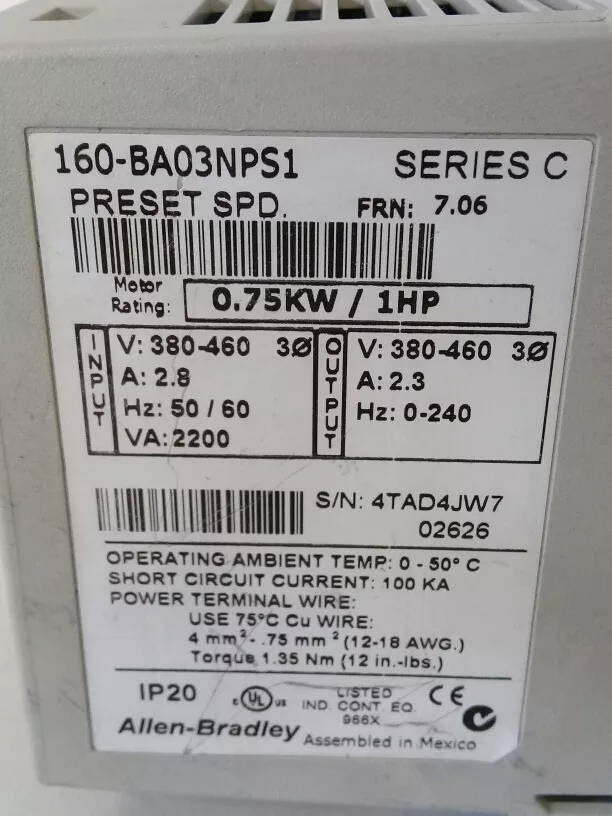 160-BA03NPS1 SERIES C
PRESET SPD. FRN: 7.06
Motor Rating: 0.75KW / 1HP
INPUT
V: 380-460 3Ø
A: 2.8
Hz: 50 / 60
VA: 2200
OUTPUT
V: 380-460 3Ø
A: 2.3
Hz: 0-240
S/N: 4TAD4JW7
02626
OPERATING AMBIENT TEMP: 0 - 50° C
SHORT CIRCUIT CURRENT: 100 KA
POWER TERMINAL WIRE:
USE 75°C Cu WIRE:
4 mm² - .75 mm² (12-18 AWG.)
Torque 1.35 Nm (12 in.-lbs.)
IP20 c UL us LISTED CE
IND. CONT. EQ.
966X
Allen-Bradley Assembled in Mexico